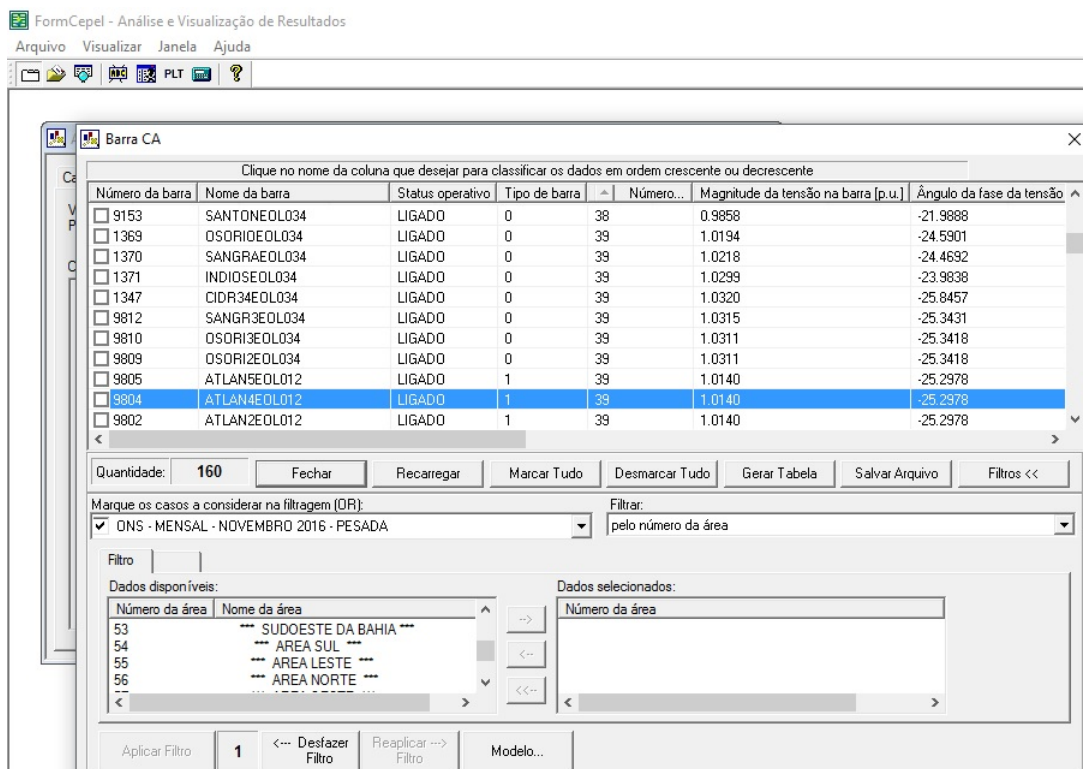 FormCepel - Análise e Visualização de Resultados
Arquivo Visualizar Janela Ajuda
ABC PLT ?
Barra CA
Clique no nome da coluna que desejar para classificar os dados em ordem crescente ou decrescente
Número da barra Nome da barra Status operativo Tipo de barra Número... Magnitude da tensão na barra [p.u.] Ângulo da fase da tensão
9153 SANTONEOL034 LIGADO 0 38 0.9858 -21.9888
1369 OSORIOEOL034 LIGADO 0 39 1.0194 -24.5901
1370 SANGRAEOL034 LIGADO 0 39 1.0218 -24.4692
1371 INDIOSEOL034 LIGADO 0 39 1.0299 -23.9838
1347 CIDR34EOL034 LIGADO 0 39 1.0320 -25.8457
9812 SANGR3EOL034 LIGADO 0 39 1.0315 -25.3431
9810 OSORI3EOL034 LIGADO 0 39 1.0311 -25.3418
9809 OSORI2EOL034 LIGADO 0 39 1.0311 -25.3418
9805 ATLAN5EOL012 LIGADO 1 39 1.0140 -25.2978
9804 ATLAN4EOL012 LIGADO 1 39 1.0140 -25.2978
9802 ATLAN2EOL012 LIGADO 1 39 1.0140 -25.2978
Quantidade: 160 Fechar Recarregar Marcar Tudo Desmarcar Tudo Gerar Tabela Salvar Arquivo Filtros <<
Marque os casos a considerar na filtragem (OR): Filtrar:
ONS - MENSAL - NOVEMBRO 2016 - PESADA pelo número da área
Filtro
Dados disponíveis: Dados selecionados:
Número da área Nome da área Número da área
53 *** SUDOESTE DA BAHIA ***
54 *** AREA SUL ***
55 *** AREA LESTE ***
56 *** AREA NORTE ***
-->
<--
<<--
Aplicar Filtro 1 <--- Desfazer Filtro Reaplicar ---> Filtro Modelo...